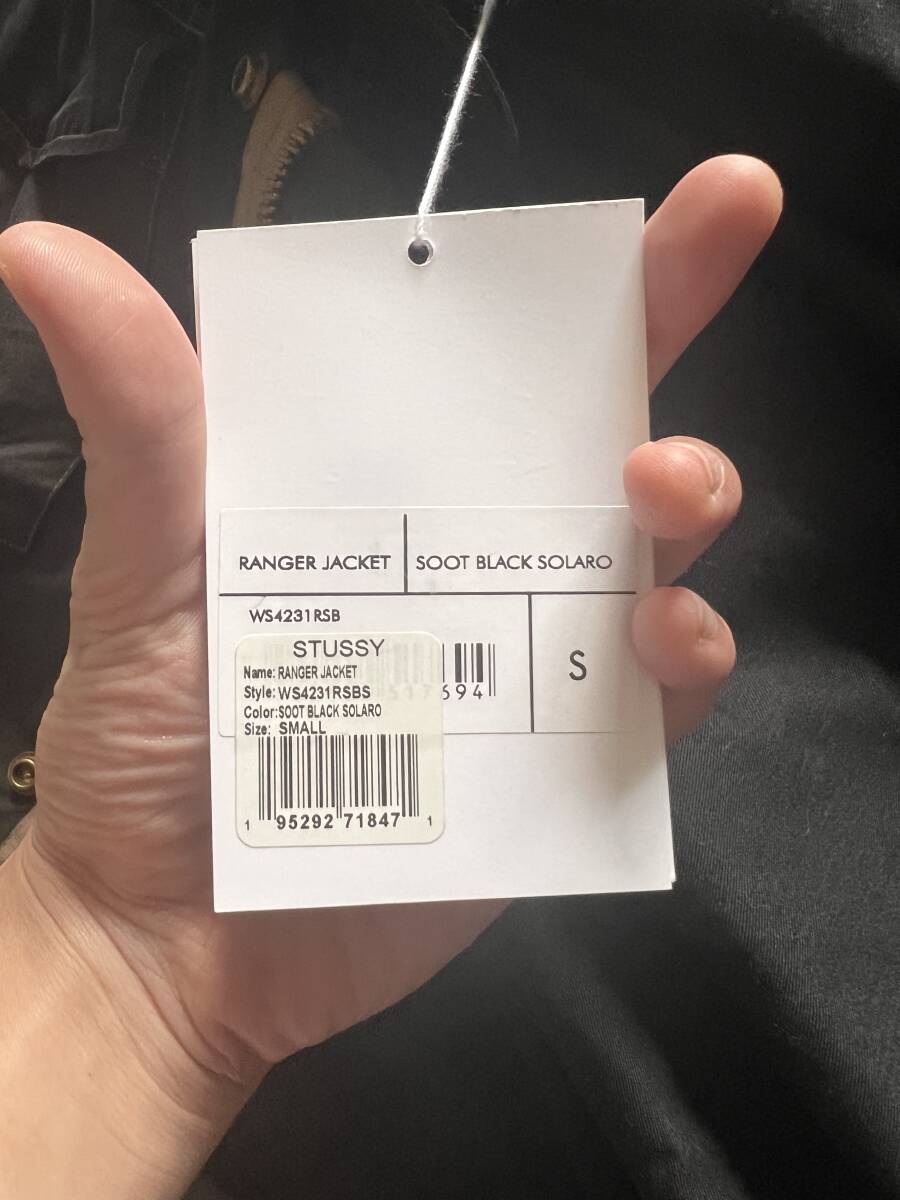 RANGER JACKET
SOOT BLACK SOLARO
WS4231RSB
S
694
STUSSY
Name: RANGER JACKET
Style: WS4231RSBS
Color:SOOT BLACK SOLARO
Size: SMALL
1 95292 71847 1